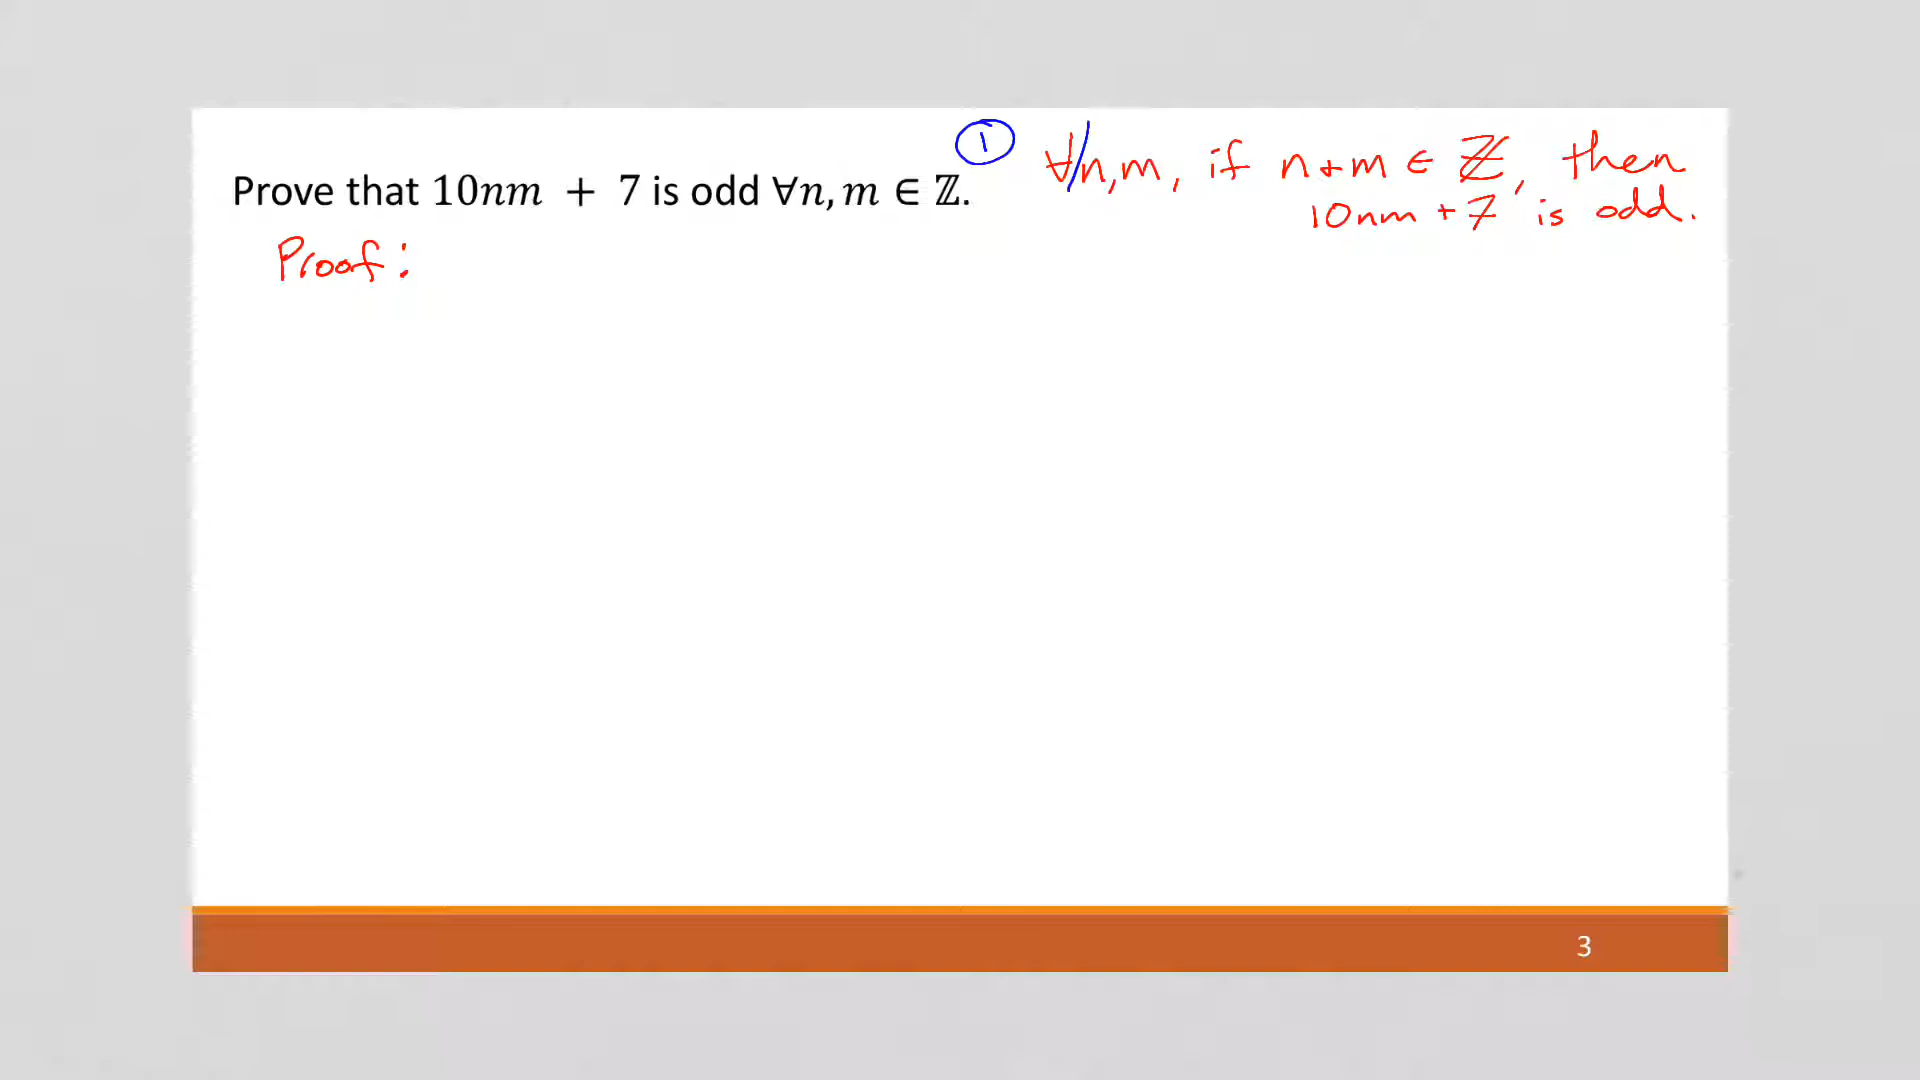 Prove that 10nm + 7 is odd ∀n, m ∈ ℤ.
① ∀n,m, if n+m ∈ ℤ, then
10nm + 7 is odd.
Proof:
3